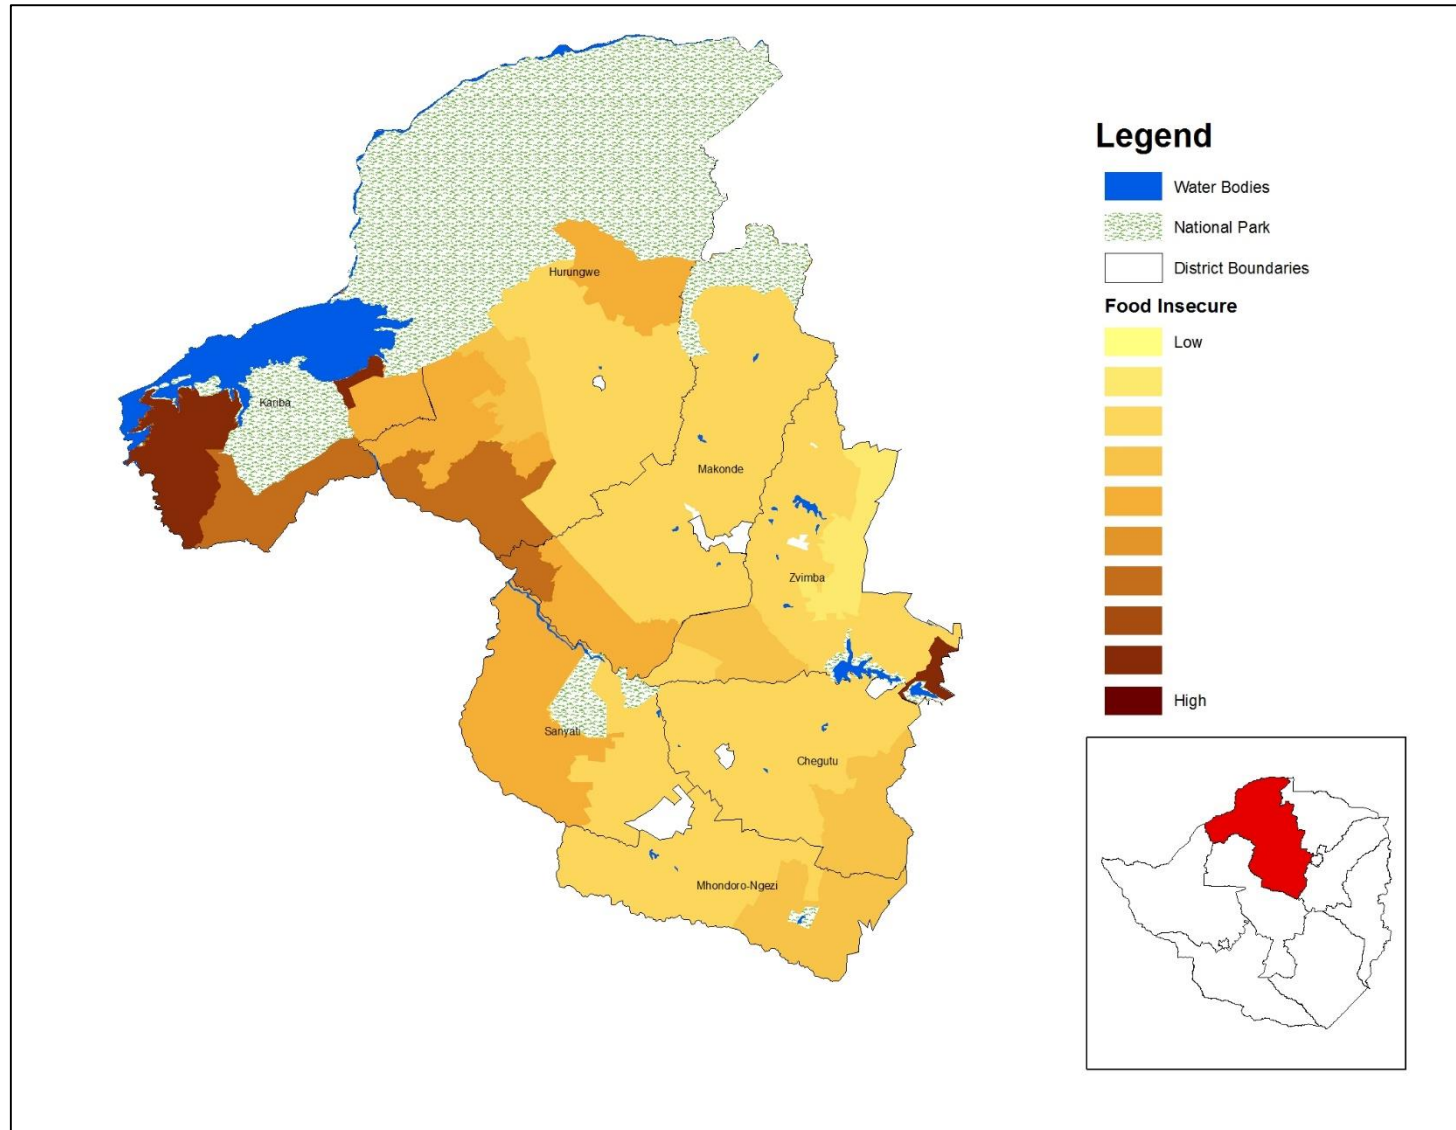 Legend
Water Bodies
National Park
District Boundaries
Food Insecure
Low
High
Hurungwe
Kariba
Makonde
Zvimba
Sanyati
Chegutu
Mhondoro-Ngezi